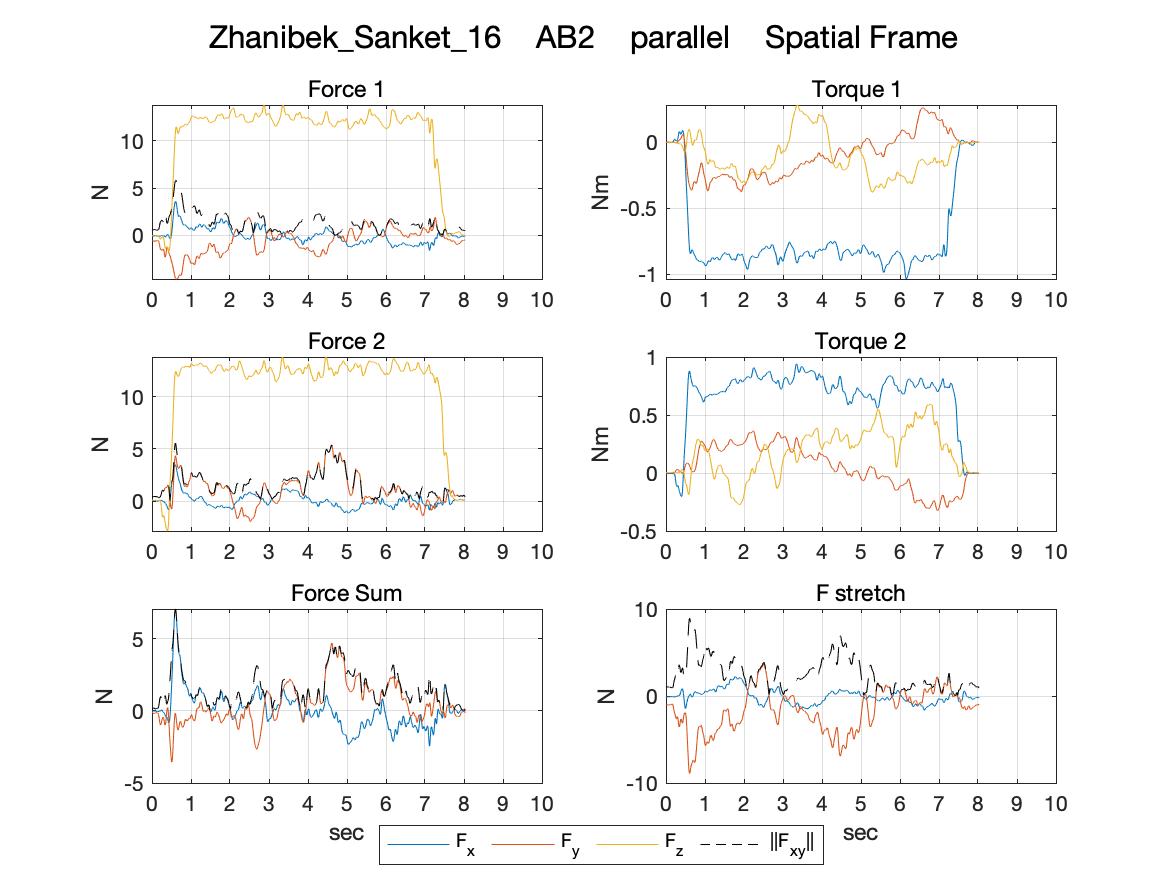 Zhanibek_Sanket_16 AB2 parallel Spatial Frame
Force 1
N
10
5
0
0 1 2 3 4 5 6 7 8 9 10
Torque 1
Nm
0
-0.5
-1
0 1 2 3 4 5 6 7 8 9 10
Force 2
N
10
5
0
0 1 2 3 4 5 6 7 8 9 10
Torque 2
Nm
1
0.5
0
-0.5
0 1 2 3 4 5 6 7 8 9 10
Force Sum
N
5
0
-5
0 1 2 3 4 5 6 7 8 9 10
sec
F stretch
N
10
0
-10
0 1 2 3 4 5 6 7 8 9 10
sec
F_x F_y F_z ||F_xy||